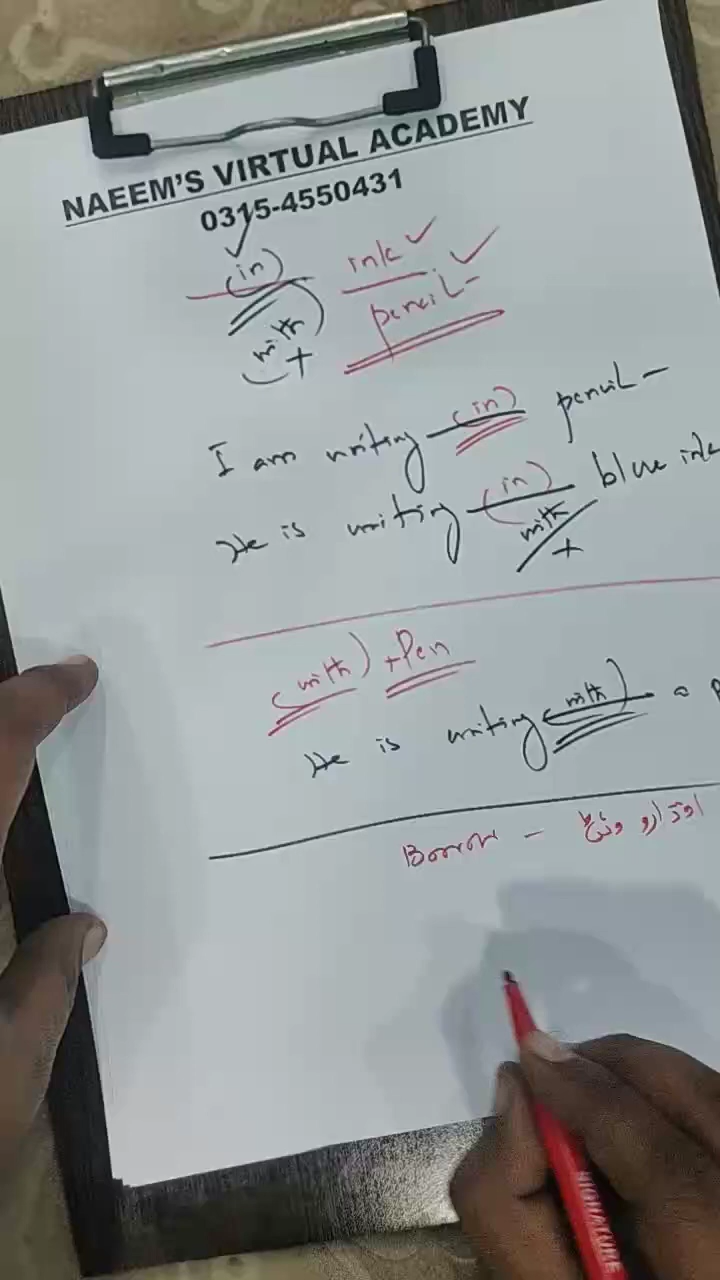 NAEEM'S VIRTUAL ACADEMY
0315-4550431
(in) ink
(with) pencil
I am writing (in) pencil
He is writing (in) blue ink
with
(with) + Pen
He is writing (with) a P
Borrow -
SIGNATURE